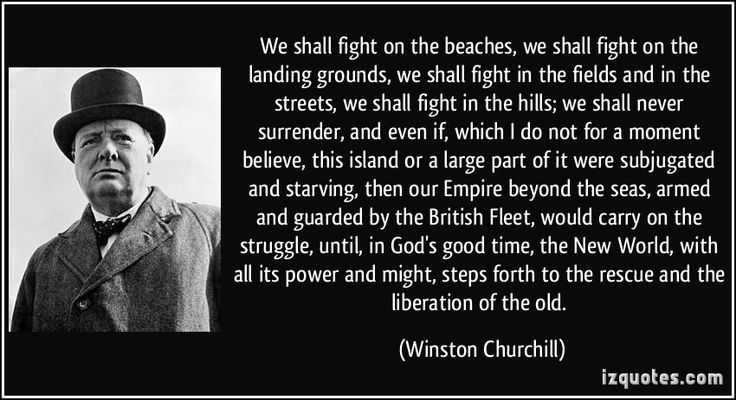 We shall fight on the beaches, we shall fight on the
landing grounds, we shall fight in the fields and in the
streets, we shall fight in the hills; we shall never
surrender, and even if, which I do not for a moment
believe, this island or a large part of it were subjugated
and starving, then our Empire beyond the seas, armed
and guarded by the British Fleet, would carry on the
struggle, until, in God's good time, the New World, with
all its power and might, steps forth to the rescue and the
liberation of the old.
(Winston Churchill)
izquotes.com